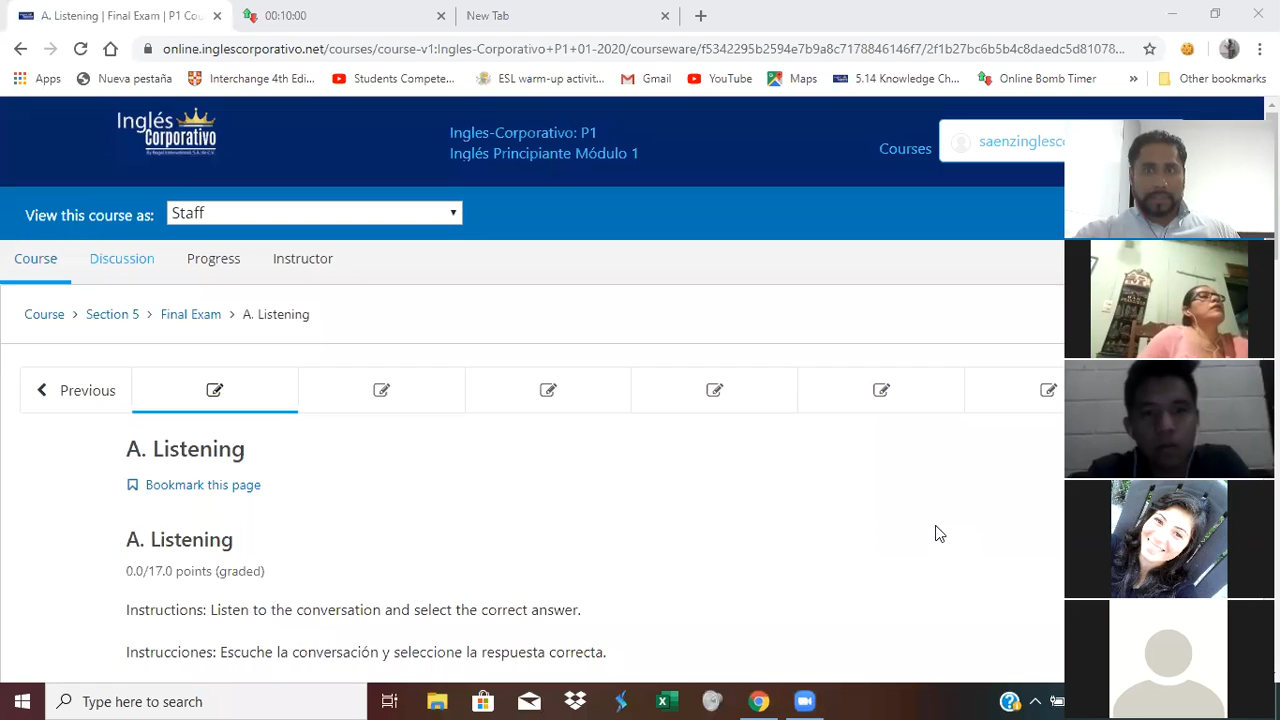 A. Listening | Final Exam | P1 Cou
00:10:00
New Tab
online.inglescorporativo.net/courses/course-v1:Ingles-Corporativo+P1+01-2020/courseware/f5342295b2594e7b9a8c7178846146f7/2f1b27bc6b5b4c8daedc5d81078...
Apps
Nueva pestaña
Interchange 4th Edi...
Students Compete...
ESL warm-up activit...
Gmail
YouTube
Maps
5.14 Knowledge Ch...
Online Bomb Timer
»
Other bookmarks
Inglés
Corporativo
Ingles-Corporativo: P1
Inglés Principiante Módulo 1
Courses
saenzinglesco
View this course as:
Staff
Course
Discussion
Progress
Instructor
Course > Section 5 > Final Exam > A. Listening
Previous
A. Listening
Bookmark this page
A. Listening
0.0/17.0 points (graded)
Instructions: Listen to the conversation and select the correct answer.
Instrucciones: Escuche la conversación y seleccione la respuesta correcta.
Type here to search